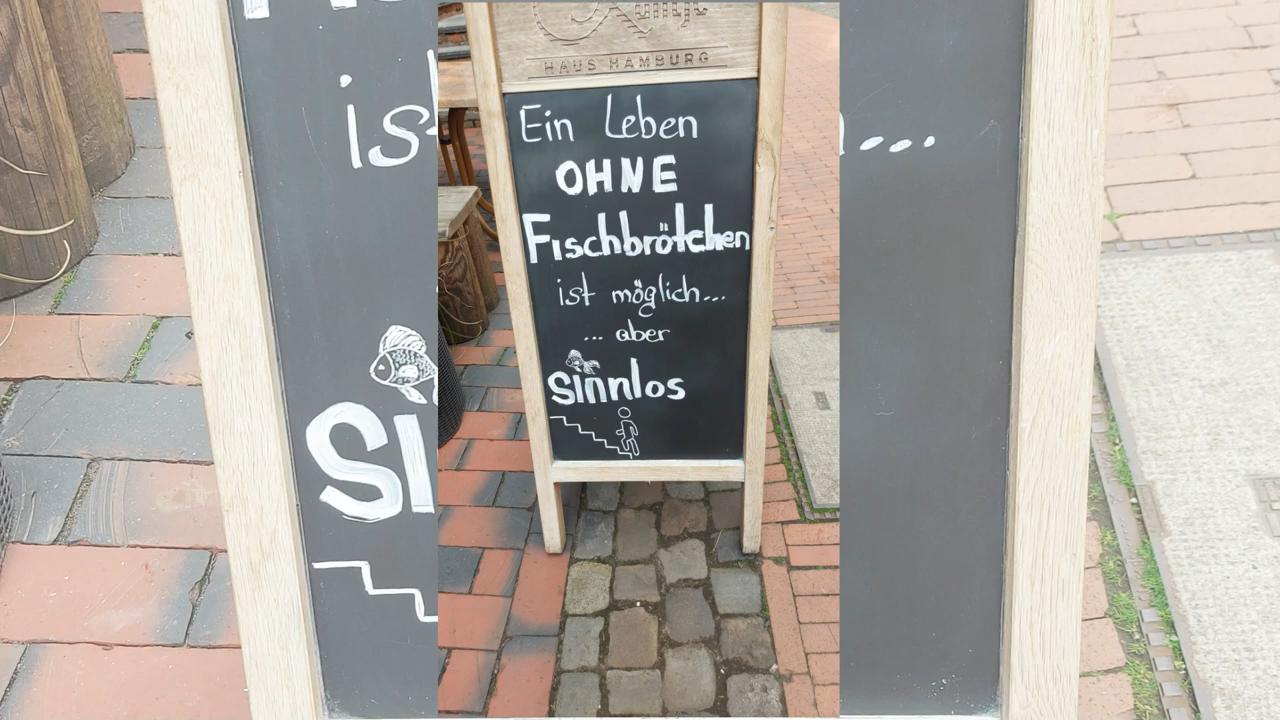 HAUS HAMBURG
Ein Leben
OHNE
Fischbrötchen
ist möglich...
... aber
sinnlos